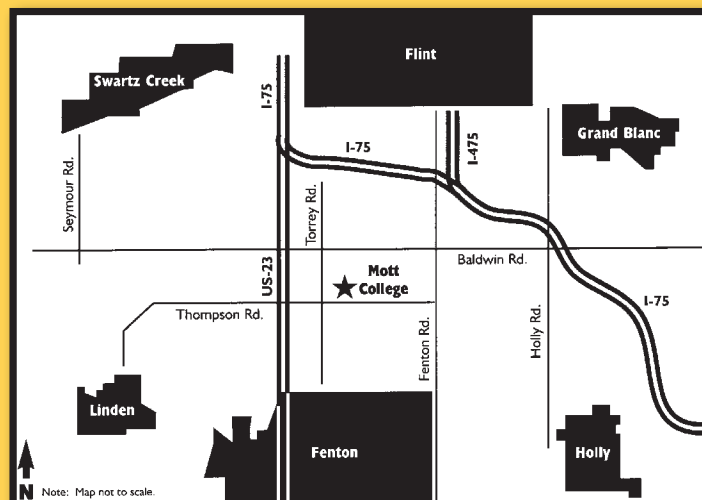 Flint
Swartz Creek
I-75
I-75
I-475
Grand Blanc
Seymour Rd.
Torrey Rd.
US-23
Mott
College
Baldwin Rd.
Thompson Rd.
Fenton Rd.
Holly Rd.
I-75
Linden
Fenton
Holly
N Note: Map not to scale.